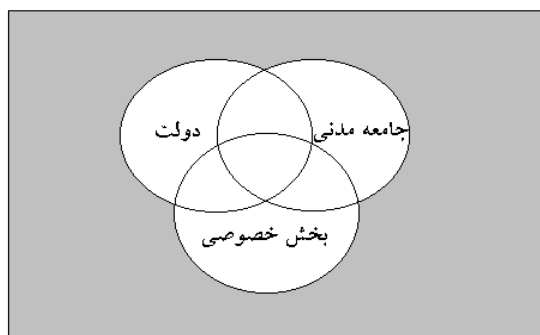 جامعه مدنی
دولت
بخش خصوصی